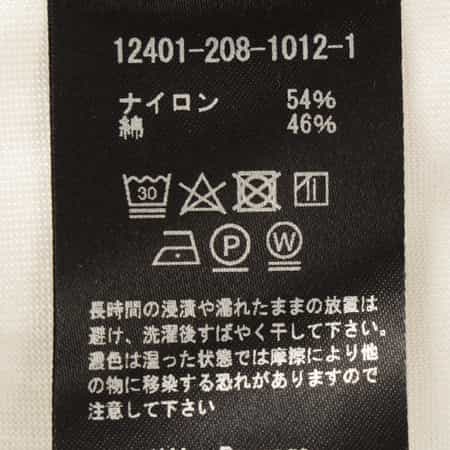 12401-208-1012-1
ナイロン 54%
綿 46%
30
P W
長時間の浸漬や濡れたままの放置は
避け、洗濯後すばやく干して下さい。
濃色は湿った状態では摩擦により他
の物に移染する恐れがありますので
注意して下さい